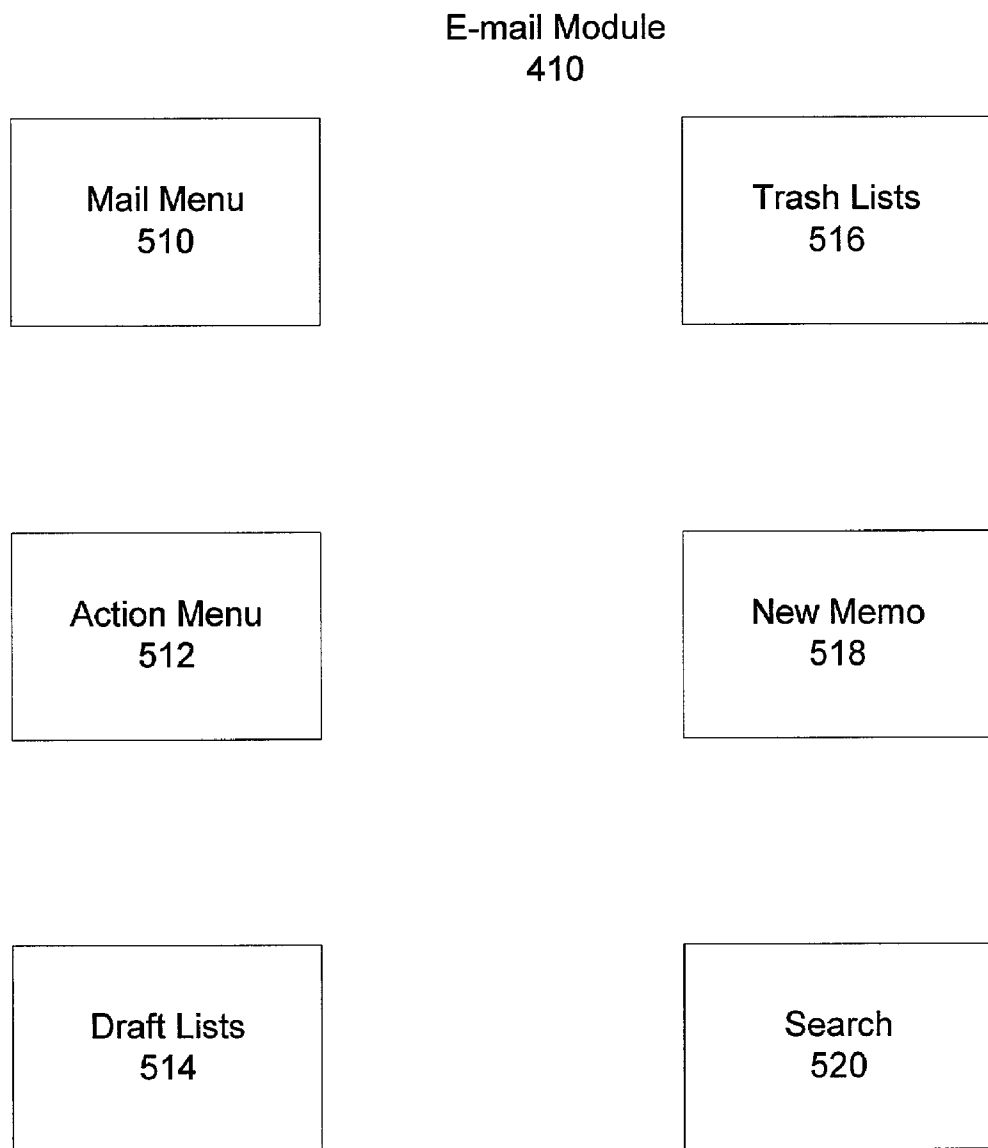 E-mail Module
410
Mail Menu
510
Trash Lists
516
Action Menu
512
New Memo
518
Draft Lists
514
Search
520